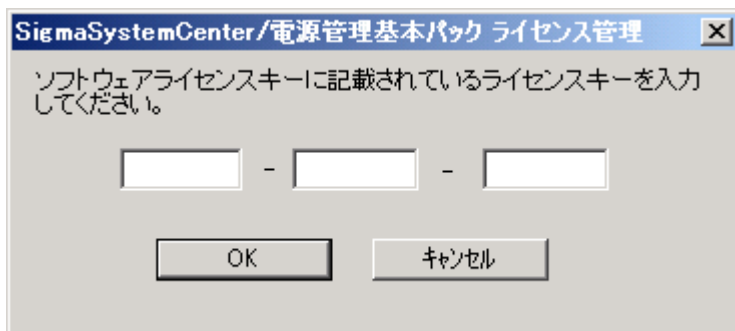 SigmaSystemCenter/電源管理基本パック ライセンス管理
ソフトウェアライセンスキーに記載されているライセンスキーを入力
してください。
- -
OK キャンセル